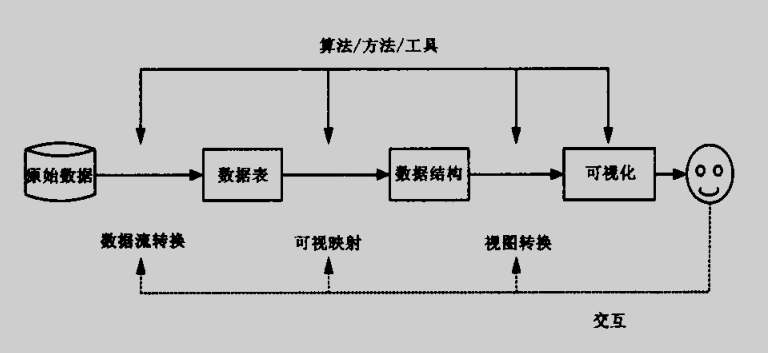 算法/方法/工具
原始数据
数据表
数据结构
可视化
数据流转换
可视映射
视图转换
交互